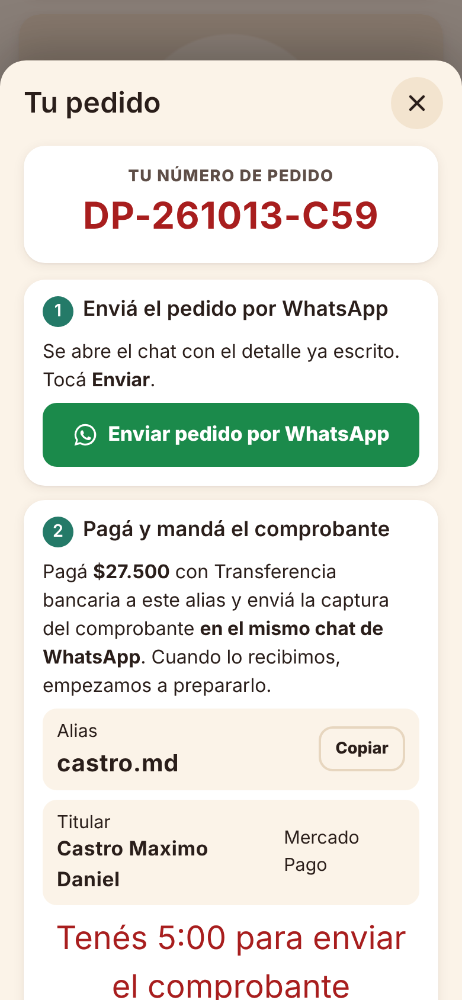 Tu pedido
TU NÚMERO DE PEDIDO
DP-261013-C59
1 Enviá el pedido por WhatsApp
Se abre el chat con el detalle ya escrito.
Tocá Enviar.
Enviar pedido por WhatsApp
2 Pagá y mandá el comprobante
Pagá $27.500 con Transferencia
bancaria a este alias y enviá la captura
del comprobante en el mismo chat de
WhatsApp. Cuando lo recibimos,
empezamos a prepararlo.
Alias
castro.md
Copiar
Titular
Castro Maximo
Daniel
Mercado
Pago
Tenés 5:00 para enviar
el comprobante